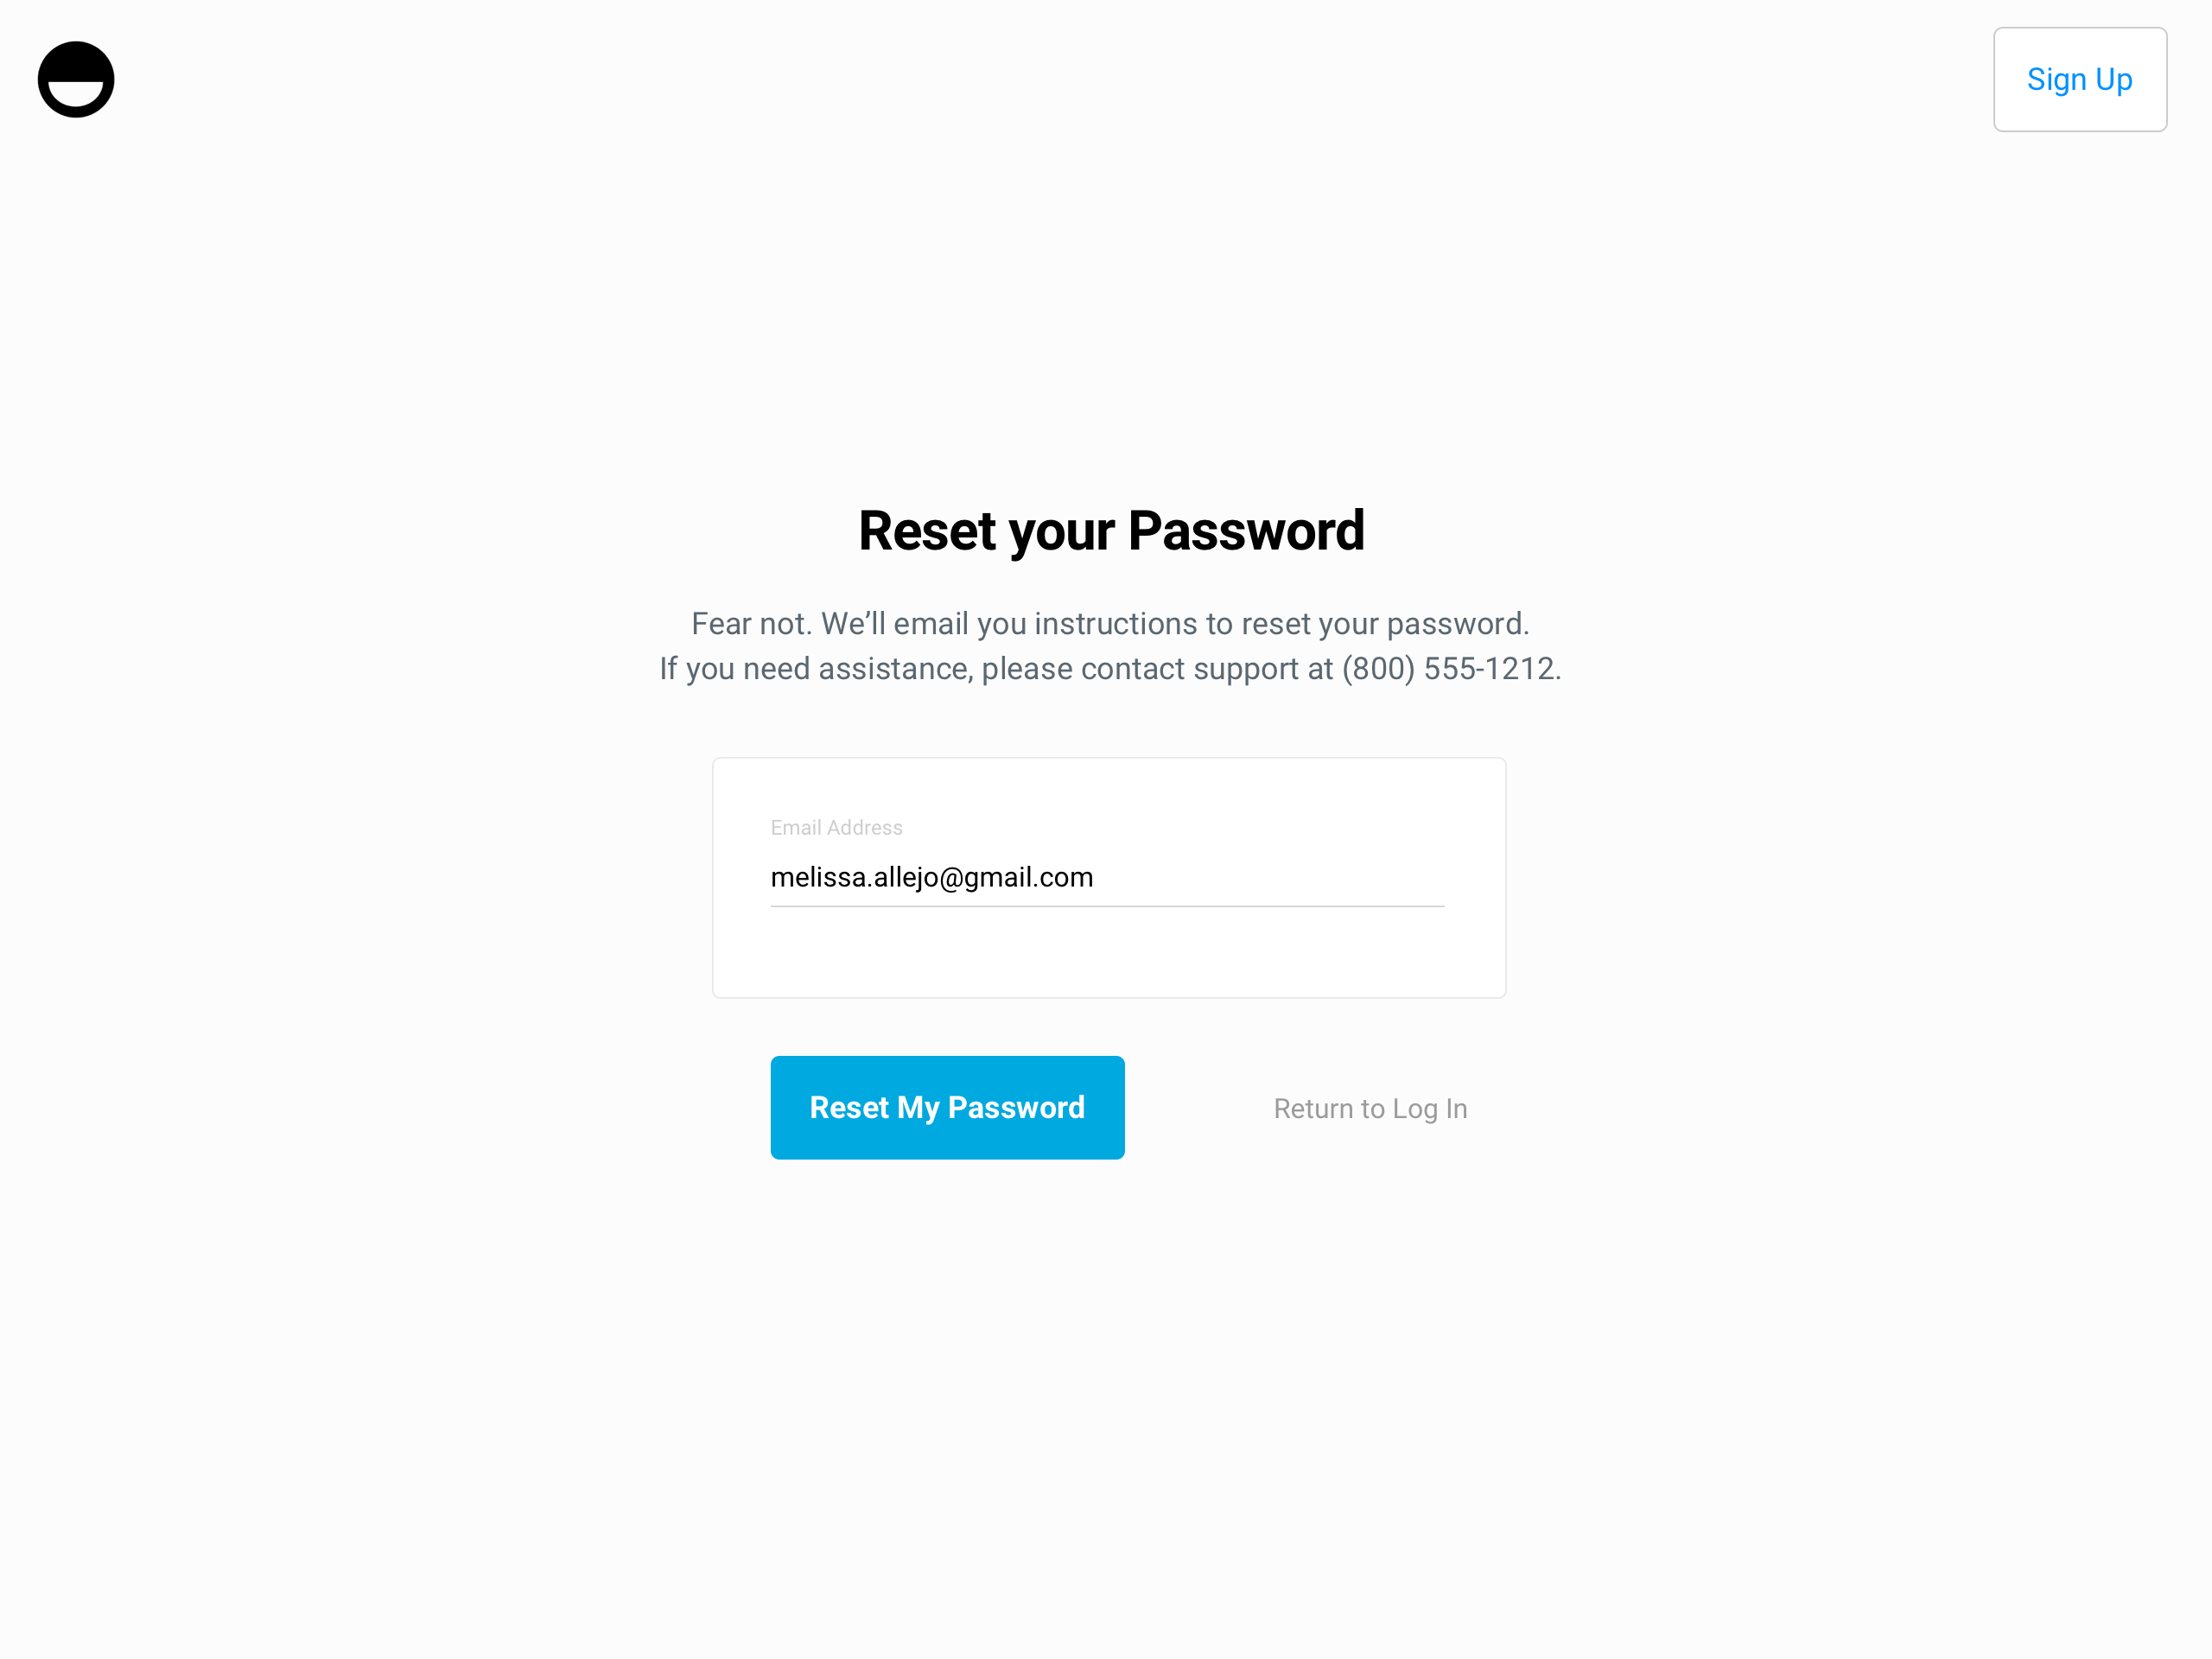 Sign Up
Reset your Password
Fear not. We’ll email you instructions to reset your password.
If you need assistance, please contact support at (800) 555-1212.
Email Address
melissa.allejo@gmail.com
Reset My Password
Return to Log In